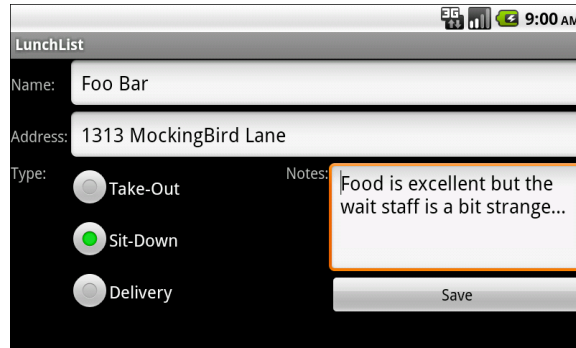 3G 9:00 AM
LunchList
Name: Foo Bar
Address: 1313 MockingBird Lane
Type: Take-Out
Sit-Down
Delivery
Notes: Food is excellent but the
wait staff is a bit strange...
Save